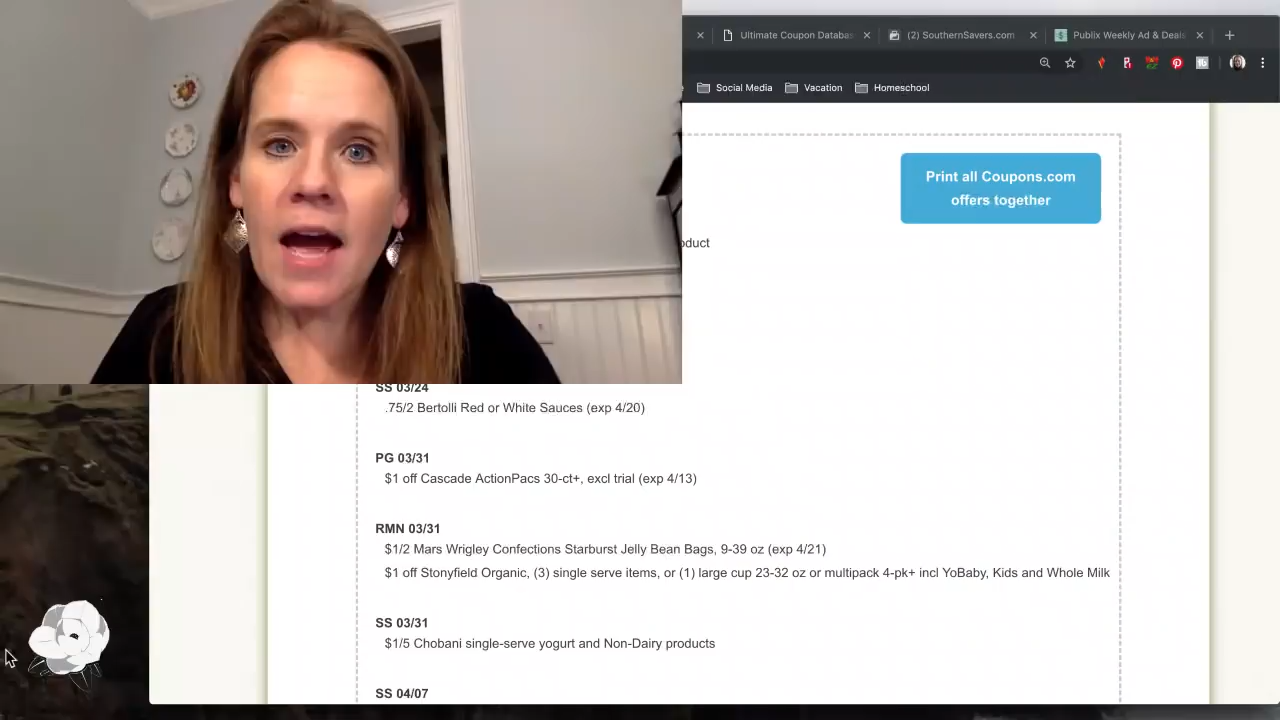 Ultimate Coupon Databas
(2) SouthernSavers.com
Publix Weekly Ad & Deals
Social Media
Vacation
Homeschool
Print all Coupons.com
offers together
oduct
SS 03/24
.75/2 Bertolli Red or White Sauces (exp 4/20)
PG 03/31
$1 off Cascade ActionPacs 30-ct+, excl trial (exp 4/13)
RMN 03/31
$1/2 Mars Wrigley Confections Starburst Jelly Bean Bags, 9-39 oz (exp 4/21)
$1 off Stonyfield Organic, (3) single serve items, or (1) large cup 23-32 oz or multipack 4-pk+ incl YoBaby, Kids and Whole Milk
SS 03/31
$1/5 Chobani single-serve yogurt and Non-Dairy products
SS 04/07